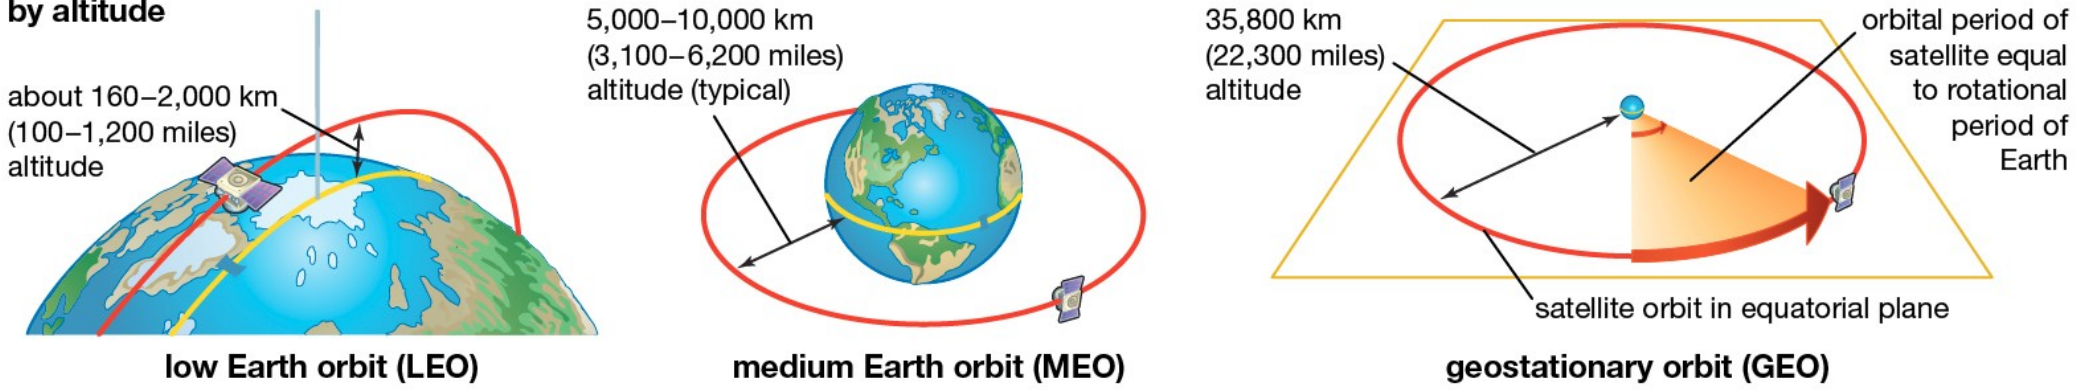 by altitude
about 160–2,000 km
(100–1,200 miles)
altitude
low Earth orbit (LEO)
5,000–10,000 km
(3,100–6,200 miles)
altitude (typical)
medium Earth orbit (MEO)
35,800 km
(22,300 miles)
altitude
orbital period of
satellite equal
to rotational
period of
Earth
satellite orbit in equatorial plane
geostationary orbit (GEO)